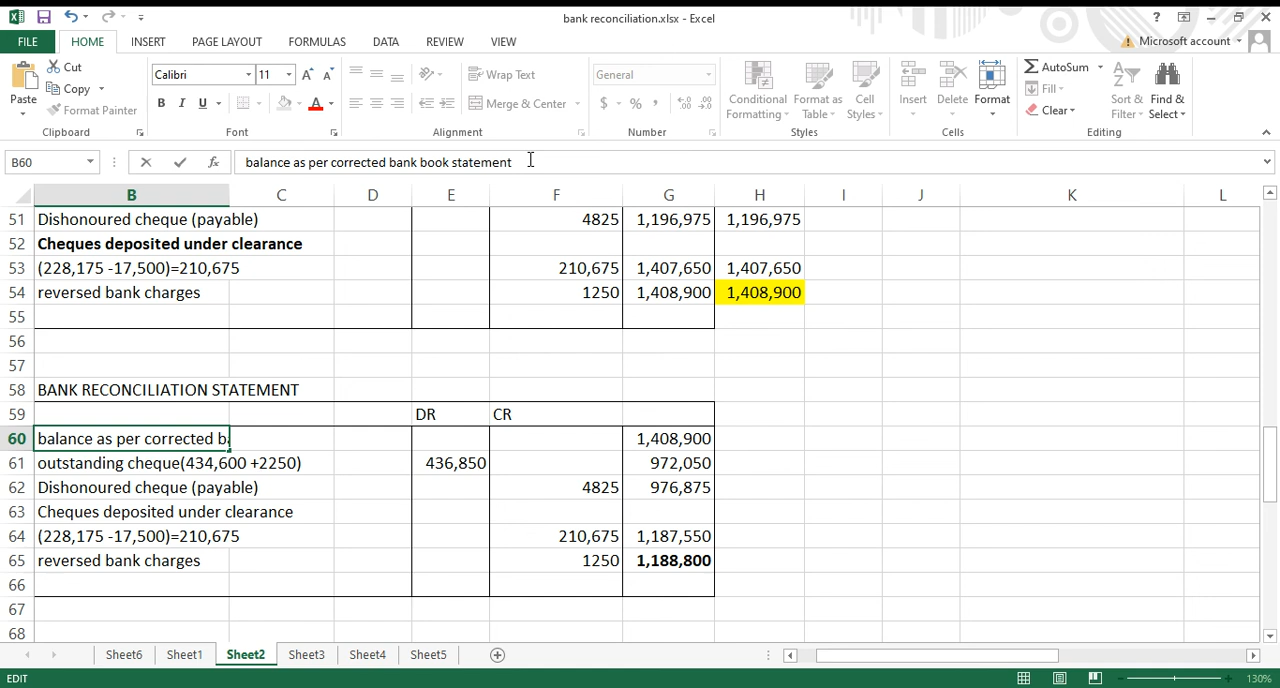 bank reconciliation.xlsx - Excel
?
FILE HOME INSERT PAGE LAYOUT FORMULAS DATA REVIEW VIEW Microsoft account
Paste Cut Copy Format Painter
Clipboard
Calibri 11
B I U A
Font
Wrap Text
Merge & Center
Alignment
General
$ % ,
Number
Conditional Formatting Format as Table Cell Styles
Styles
Insert Delete Format
Cells
AutoSum Fill Clear Sort & Filter Find & Select
Editing
B60 fx balance as per corrected bank book statement
B C D E F G H I J K L
51 Dishonoured cheque (payable) 4825 1,196,975 1,196,975
52 Cheques deposited under clearance
53 (228,175 -17,500)=210,675 210,675 1,407,650 1,407,650
54 reversed bank charges 1250 1,408,900 1,408,900
55
56
57
58 BANK RECONCILIATION STATEMENT
59 DR CR
60 balance as per corrected 1,408,900
61 outstanding cheque(434,600 +2250) 436,850 972,050
62 Dishonoured cheque (payable) 4825 976,875
63 Cheques deposited under clearance
64 (228,175 -17,500)=210,675 210,675 1,187,550
65 reversed bank charges 1250 1,188,800
66
67
68
Sheet6 Sheet1 Sheet2 Sheet3 Sheet4 Sheet5
EDIT 130%